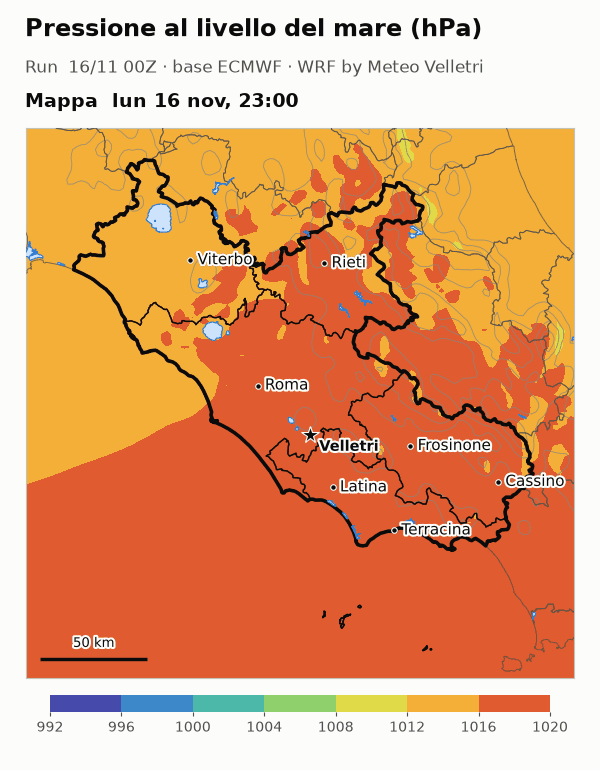 Pressione al livello del mare (hPa)
Run  16/11 00Z · base ECMWF · WRF by Meteo Velletri
Mappa  lun 16 nov, 23:00
Viterbo
Rieti
Roma
Velletri
Frosinone
Cassino
Latina
Terracina
50 km
992 996 1000 1004 1008 1012 1016 1020